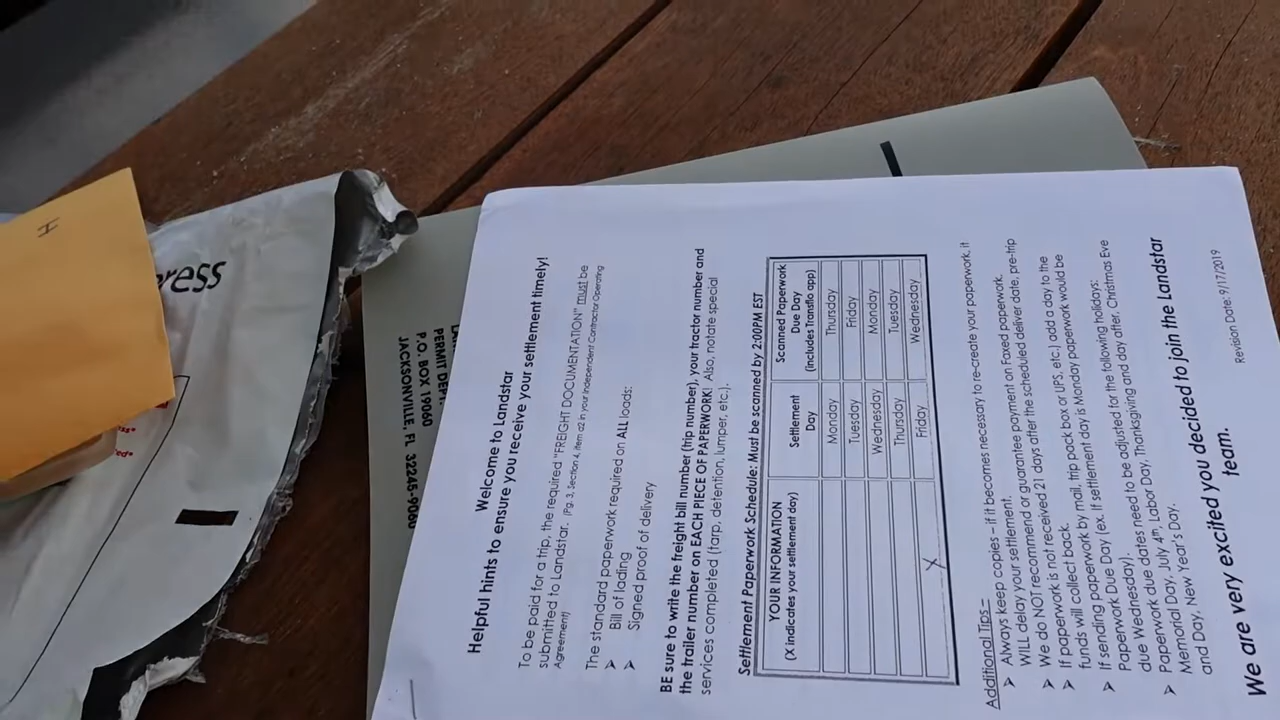 Welcome to Landstar
Helpful hints to ensure you receive your settlement timely!
To be paid for a trip, the required "FREIGHT DOCUMENTATION" must be
submitted to Landstar. (Pg. 3, Section 4, item a2 in your Independent Contractor Operating
Agreement)
The standard paperwork required on ALL loads:
➢ Bill of lading
➢ Signed proof of delivery
BE sure to write the freight bill number (trip number), your tractor number and
the trailer number on EACH PIECE OF PAPERWORK! Also, notate special
services completed (tarp, detention, lumper, etc.).
Settlement Paperwork Schedule: Must be scanned by 2:00PM EST
YOUR INFORMATION
(X indicates your settlement day)
Settlement
Day
Scanned Paperwork
Due Day
(includes Transflo app)
Monday Thursday
Tuesday Friday
Wednesday Monday
Thursday Tuesday
X Friday Wednesday
Additional Tips –
➢ Always keep copies – if it becomes necessary to re-create your paperwork, it
WILL delay your settlement.
➢ We do NOT recommend or guarantee payment on Faxed paperwork.
➢ If paperwork is not received 21 days after the scheduled deliver date, pre-trip
funds will collect back.
➢ If sending paperwork by mail, trip pack box or UPS, etc.) add a day to the
Paperwork Due Day (ex. If settlement day is Monday paperwork would be
due Wednesday).
➢ Paperwork due dates need to be adjusted for the following holidays:
Memorial Day, July 4th, Labor Day, Thanksgiving and day after, Christmas Eve
and Day, New Year's Day.
We are very excited you decided to join the Landstar
team.
Revision Date: 9/17/2019
PERMIT DEPT.
P.O. BOX 19060
JACKSONVILLE, FL 32245-9060
ress
H